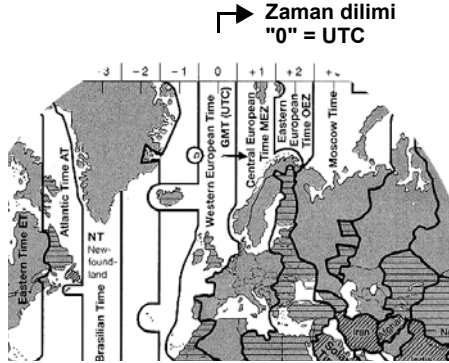 Zaman dilimi
"0" = UTC
-3
-2
-1
0
+1
+2
Eastern Time ET
Atlantic Time AT
NT
New-
found-
land
Brasilian Time
Western European Time
GMT (UTC)
Central European
Time MEZ
Eastern
European
Time OEZ
Moscow Time
Iran